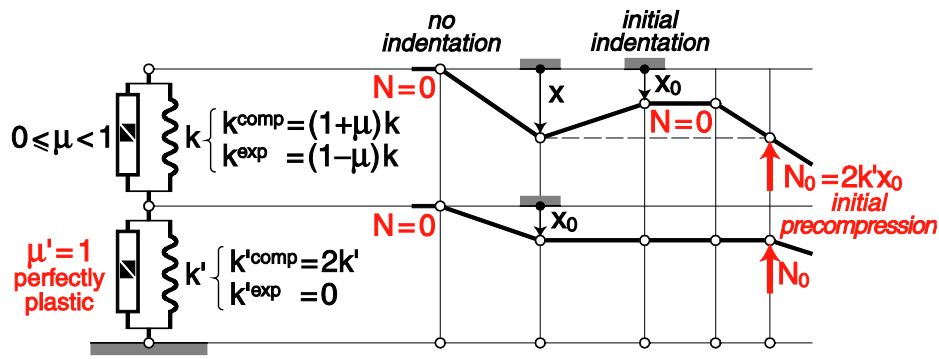 no
indentation
initial
indentation
N=0
x
x₀
N=0
0⩽μ<1
k
kᶜᵒᵐᵖ=(1+μ)k
kᵉˣᵖ =(1−μ)k
N₀=2k'x₀
initial
precompression
N=0
x₀
μ'=1
perfectly
plastic
k'
k'ᶜᵒᵐᵖ=2k'
k'ᵉˣᵖ =0
N₀